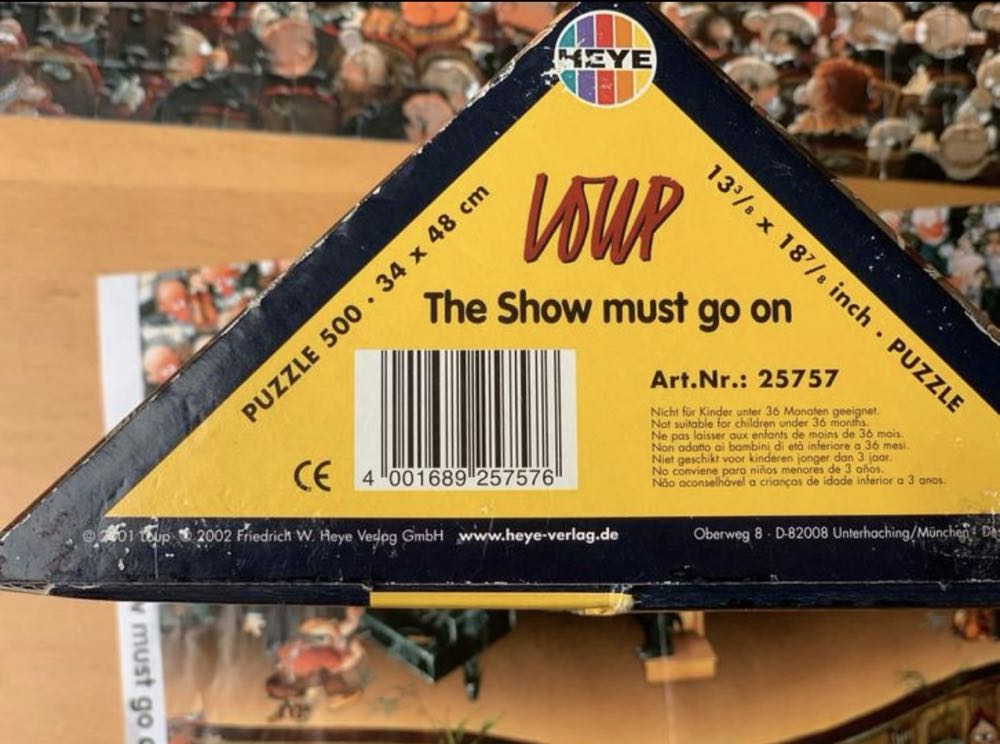 HEYE
LOUP
PUZZLE 500 · 34 x 48 cm
13 3/8 x 18 7/8 inch · PUZZLE
The Show must go on
Art.Nr.: 25757
Nicht für Kinder unter 36 Monaten geeignet.
Not suitable for children under 36 months.
Ne pas laisser aux enfants de moins de 36 mois.
Non adatto ai bambini di età inferiore a 36 mesi.
Niet geschikt voor kinderen jonger dan 3 jaar.
No conviene para niños menores de 3 años.
Não aconselhável a crianças de idade inferior a 3 anos.
CE
4 001689 257576
© 2001 Loup · © 2002 Friedrich W. Heye Verlag GmbH www.heye-verlag.de Oberweg 8 · D-82008 Unterhaching/München
must go